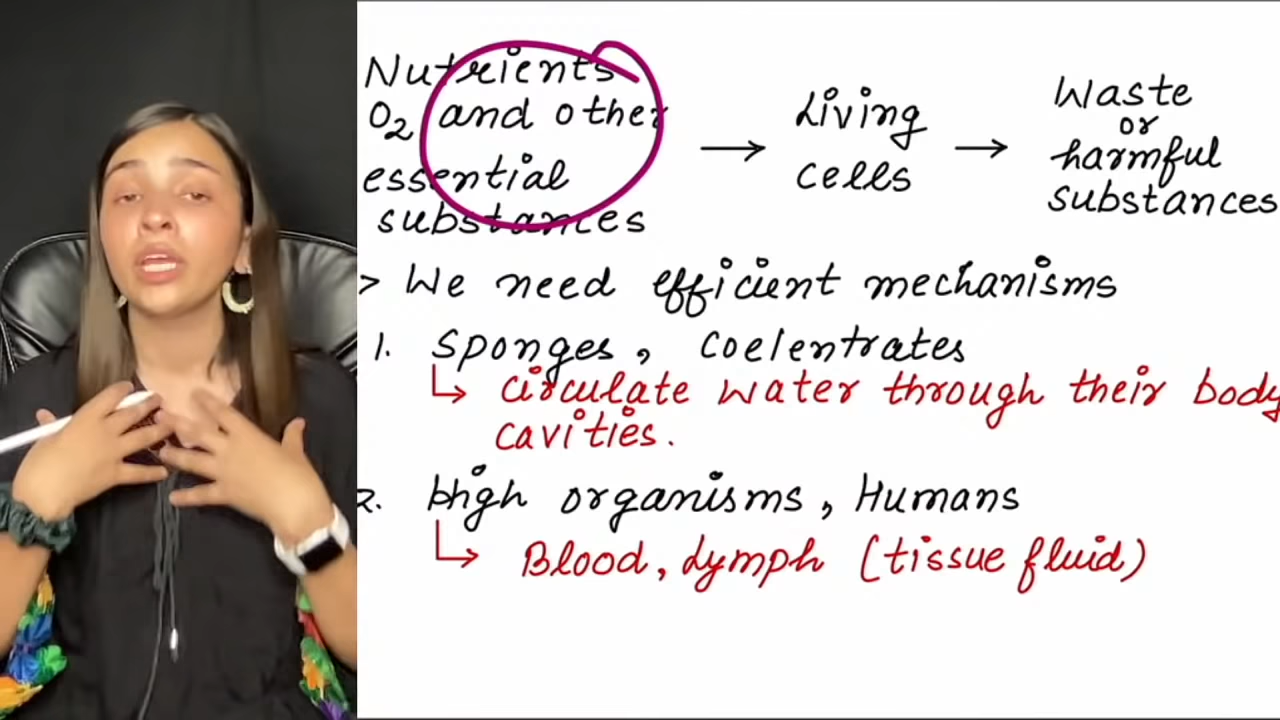 Nutrients
O2 and other
essential
substances
→ Living
cells
→ Waste
or
harmful
substances
> We need efficient mechanisms
1. Sponges, Coelentrates
↳ circulate water through their body
cavities.
2. High organisms, Humans
↳ Blood, Lymph (tissue fluid)